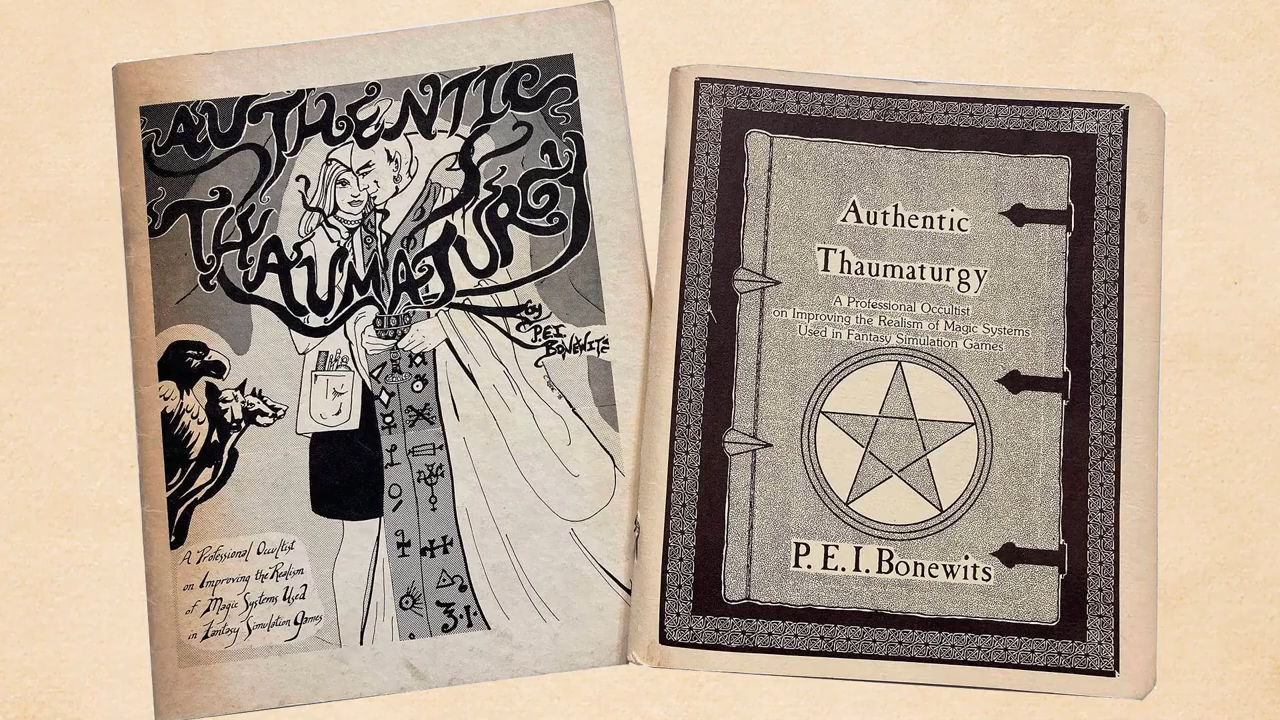 AUTHENTIC
THAUMATURGY
by
P.E.I.
BONEWITS
A Professional Occultist
on Improving the Realism
of Magic Systems Used
in Fantasy Simulation Games
Authentic
Thaumaturgy
A Professional Occultist
on Improving the Realism of Magic Systems
Used in Fantasy Simulation Games
P. E. I. Bonewits